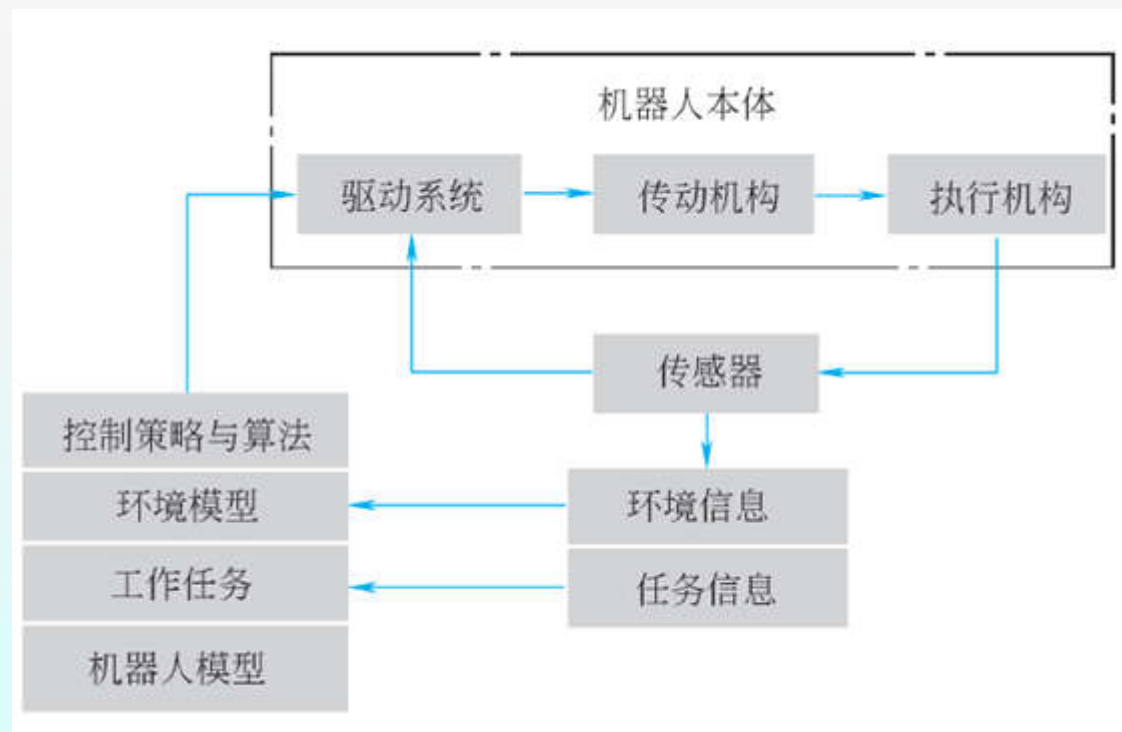 机器人本体
驱动系统
传动机构
执行机构
传感器
控制策略与算法
环境模型
环境信息
工作任务
任务信息
机器人模型